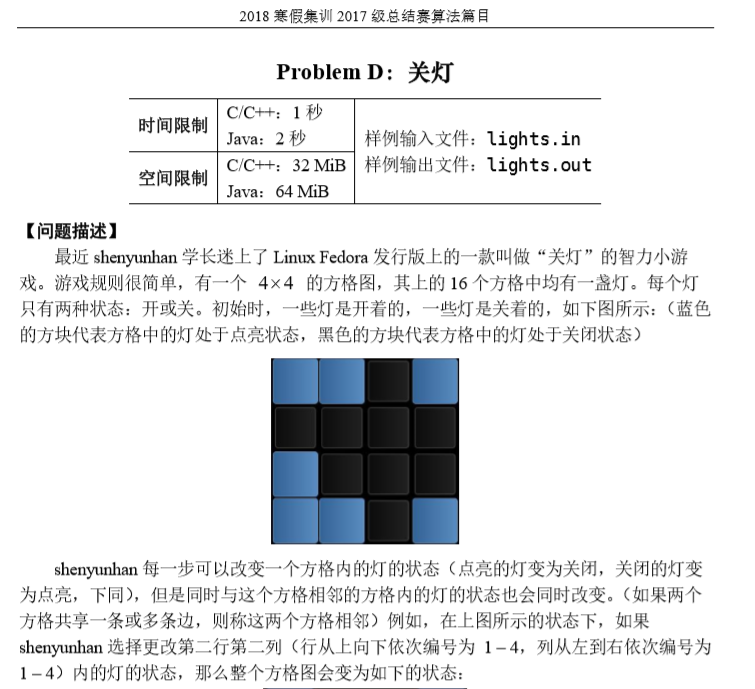 2018 寒假集训 2017 级总结赛算法篇目
Problem D：关灯
时间限制
C/C++：1 秒
Java：2 秒
空间限制
C/C++：32 MiB
Java：64 MiB
样例输入文件：lights.in
样例输出文件：lights.out
【问题描述】
最近 shenyunhan 学长迷上了 Linux Fedora 发行版上的一款叫做“关灯”的智力小游
戏。游戏规则很简单，有一个 4×4 的方格图，其上的 16 个方格中均有一盏灯。每个灯
只有两种状态：开或关。初始时，一些灯是开着的，一些灯是关着的，如下图所示：（蓝色
的方块代表方格中的灯处于点亮状态，黑色的方块代表方格中的灯处于关闭状态）
shenyunhan 每一步可以改变一个方格内的灯的状态（点亮的灯变为关闭，关闭的灯变
为点亮，下同），但是同时与这个方格相邻的方格内的灯的状态也会同时改变。（如果两个
方格共享一条或多条边，则称这两个方格相邻）例如，在上图所示的状态下，如果
shenyunhan 选择更改第二行第二列（行从上向下依次编号为 1 – 4，列从左到右依次编号为
1 – 4）内的灯的状态，那么整个方格图会变为如下的状态：